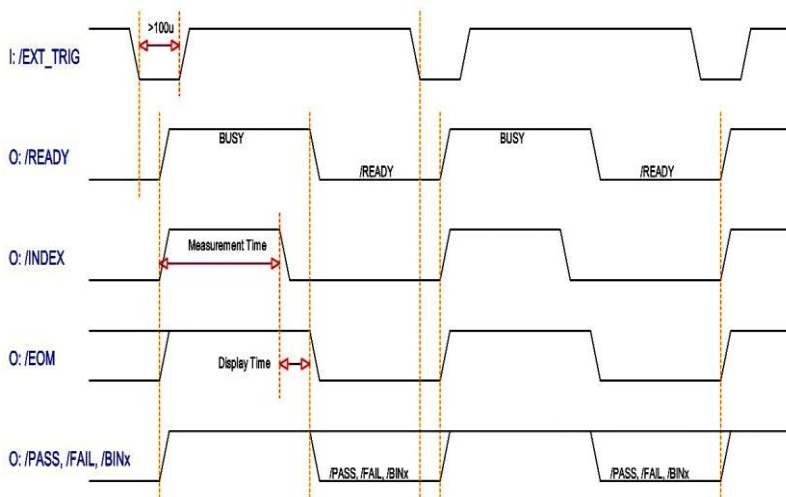 >100u
I: /EXT_TRIG
BUSY
BUSY
O: /READY
/READY
/READY
Measurement Time
O: /INDEX
O: /EOM
Display Time
O: /PASS, /FAIL, /BINx
/PASS, /FAIL, /BINx
/PASS, /FAIL, /BINx